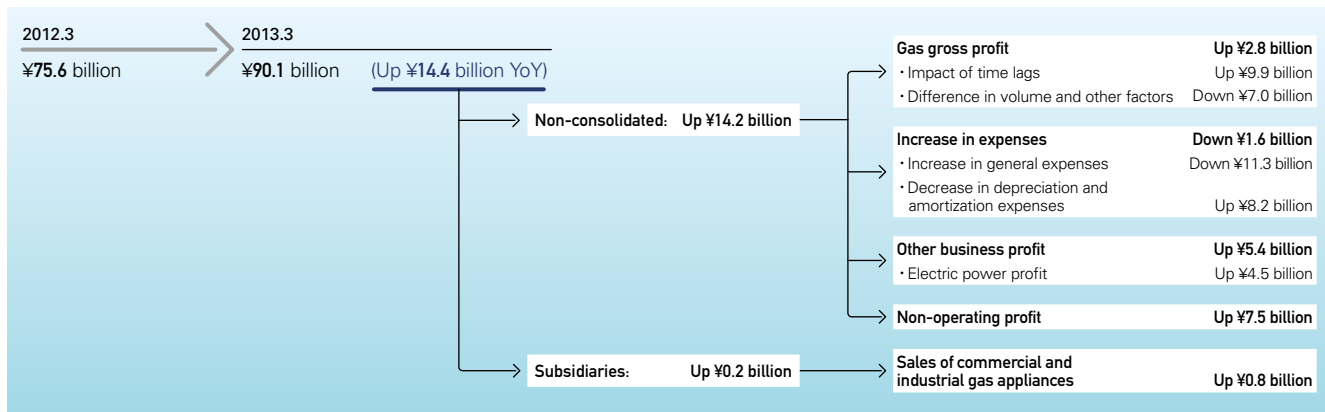 2012.3
2013.3
¥75.6 billion
¥90.1 billion
(Up ¥14.4 billion YoY)
Non-consolidated: Up ¥14.2 billion
Gas gross profit Up ¥2.8 billion
・Impact of time lags Up ¥9.9 billion
・Difference in volume and other factors Down ¥7.0 billion
Increase in expenses Down ¥1.6 billion
・Increase in general expenses Down ¥11.3 billion
・Decrease in depreciation and
amortization expenses Up ¥8.2 billion
Other business profit Up ¥5.4 billion
・Electric power profit Up ¥4.5 billion
Non-operating profit Up ¥7.5 billion
Subsidiaries: Up ¥0.2 billion
Sales of commercial and
industrial gas appliances Up ¥0.8 billion